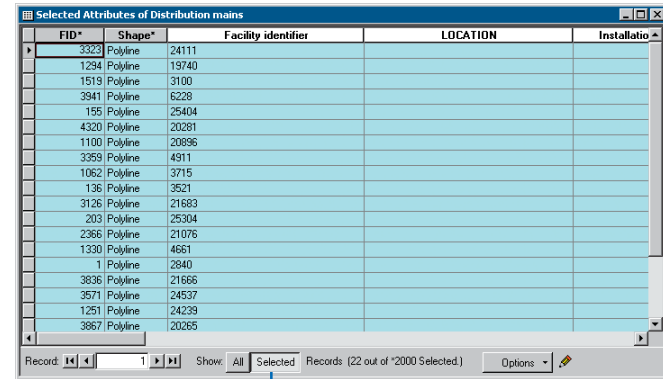 Selected Attributes of Distribution mains
FID* Shape* Facility identifier LOCATION Installatio
3323 Polyline 24111
1294 Polyline 19740
1519 Polyline 3100
3941 Polyline 6228
155 Polyline 25404
4320 Polyline 20281
1100 Polyline 20896
3359 Polyline 4911
1062 Polyline 3715
136 Polyline 3521
3126 Polyline 21683
203 Polyline 25304
2366 Polyline 21076
1330 Polyline 4661
1 Polyline 2840
3836 Polyline 21666
3571 Polyline 24537
1251 Polyline 24239
3867 Polyline 20265
Record: 1 Show: All Selected Records (22 out of *2000 Selected.) Options